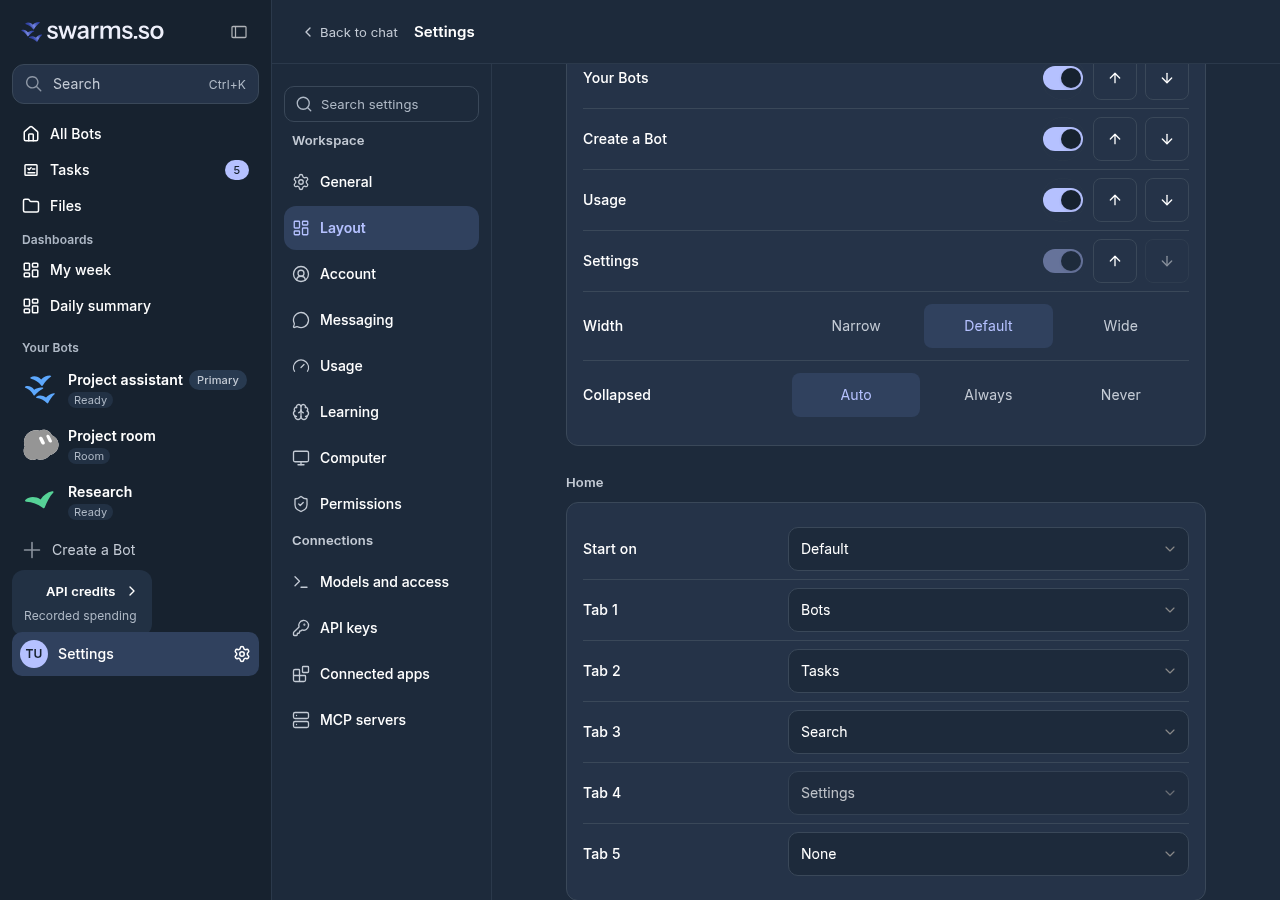 swarms.so
Search
Ctrl+K
All Bots
Tasks
5
Files
Dashboards
My week
Daily summary
Your Bots
Project assistant
Primary
Ready
Project room
Room
Research
Ready
Create a Bot
API credits
Recorded spending
TU
Settings
Back to chat
Settings
Search settings
Workspace
General
Layout
Account
Messaging
Usage
Learning
Computer
Permissions
Connections
Models and access
API keys
Connected apps
MCP servers
Your Bots
Create a Bot
Usage
Settings
Width
Narrow
Default
Wide
Collapsed
Auto
Always
Never
Home
Start on
Default
Tab 1
Bots
Tab 2
Tasks
Tab 3
Search
Tab 4
Settings
Tab 5
None